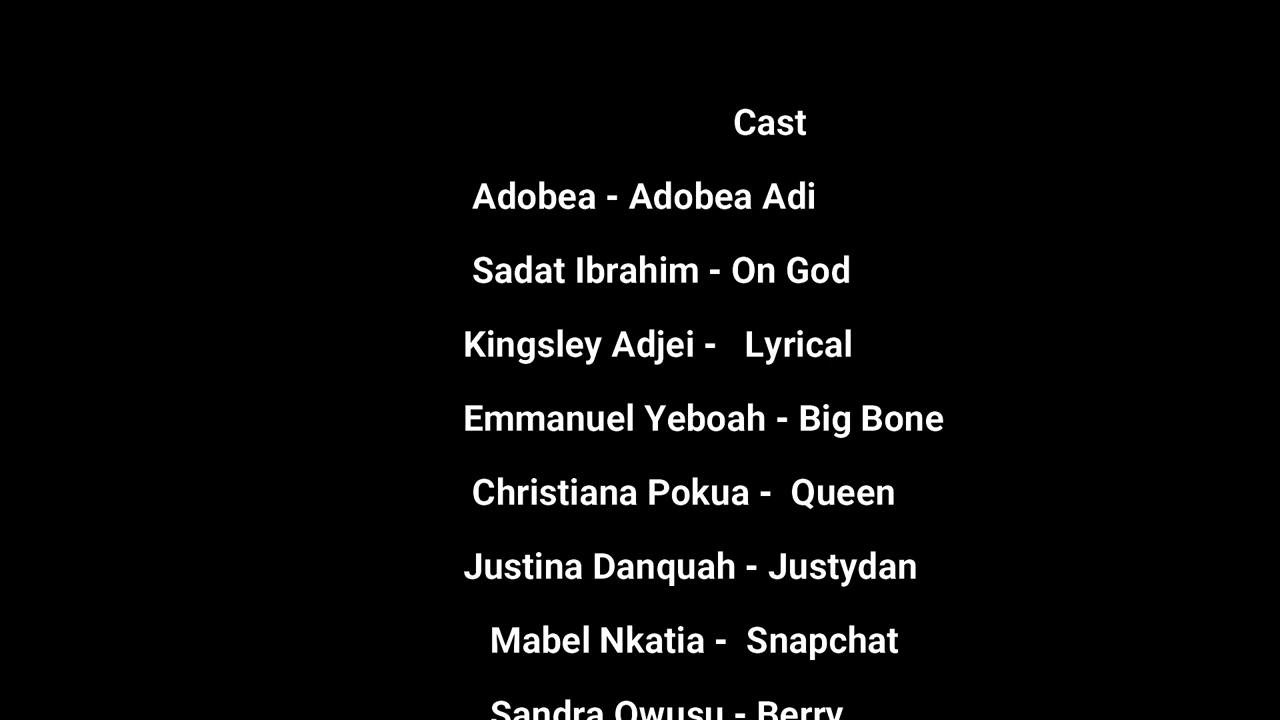 Cast
Adobea - Adobea Adi
Sadat Ibrahim - On God
Kingsley Adjei - Lyrical
Emmanuel Yeboah - Big Bone
Christiana Pokua - Queen
Justina Danquah - Justydan
Mabel Nkatia - Snapchat
Sandra Owusu - Berry